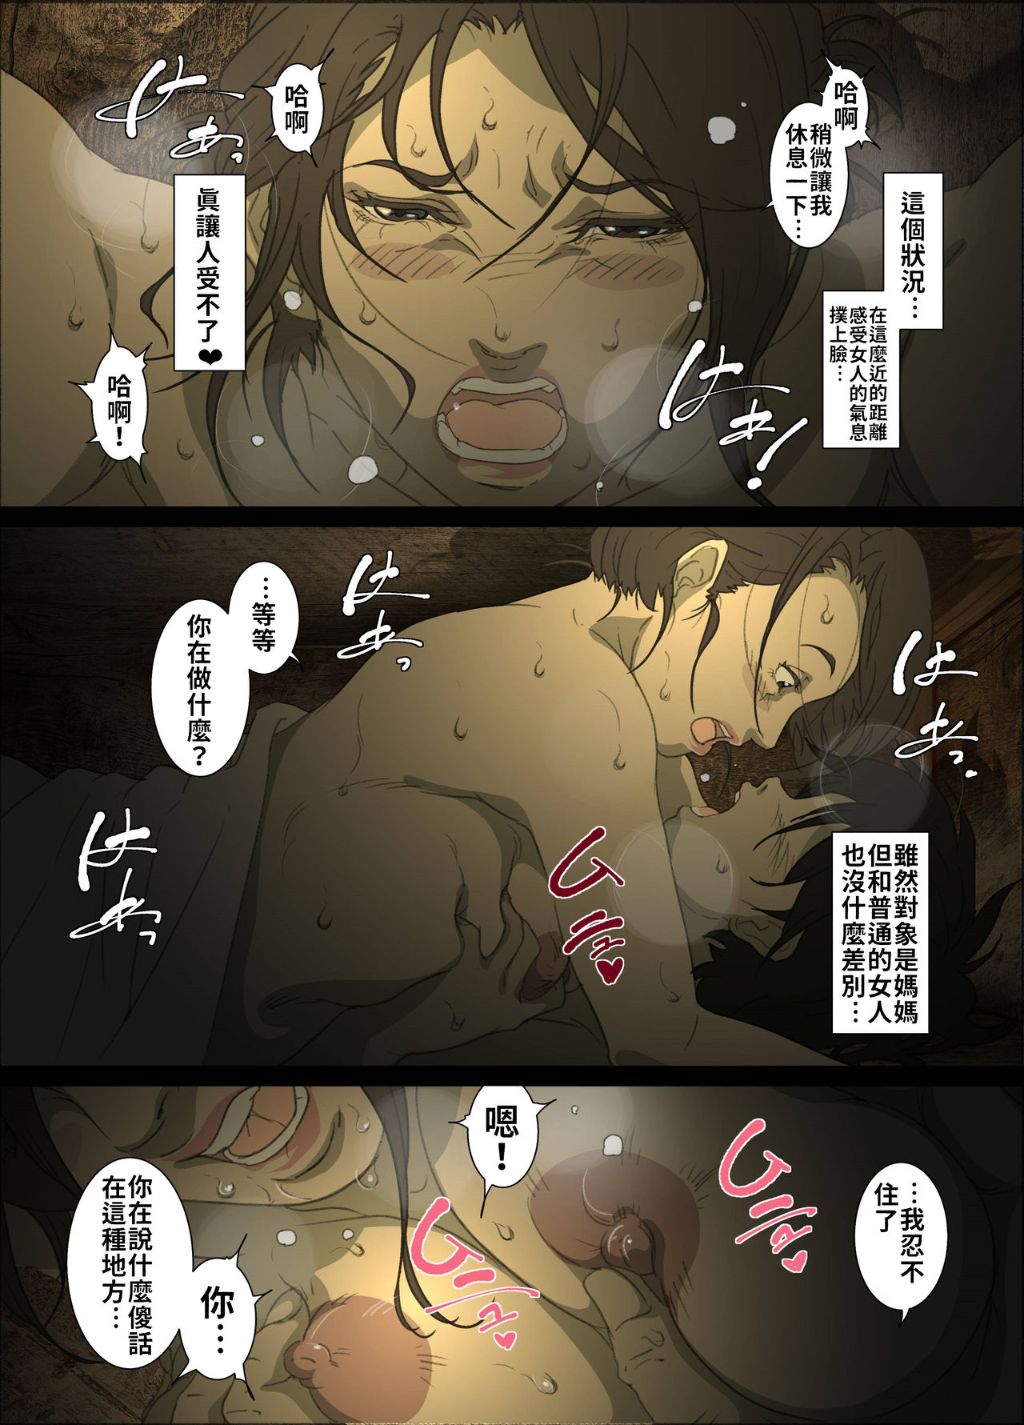 這個狀況…
在這麼近的距離
感受女人的氣息
撲上臉…
哈啊
稍微讓我
休息一下…
はぁ！
哈啊
はぁっ
真讓人受不了♥
哈啊！
…等等
你在做什麼？
はぁっ
はぁっ
はぁっ
雖然對象是媽媽
但和普通的女人
也沒什麼差別…
…我忍不
住了
嗯！
你…
你在說什麼傻話
在這種地方…